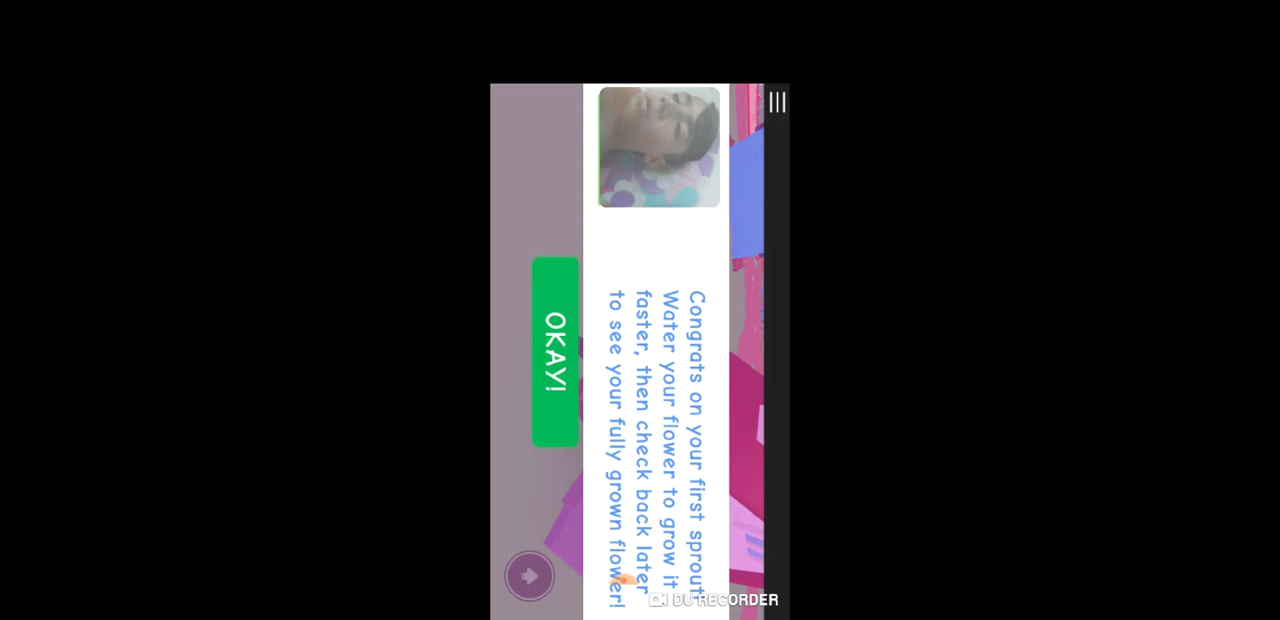 Congrats on your first sprout
Water your flower to grow it
faster, then check back later
to see your fully grown flower!
OKAY!
DU RECORDER